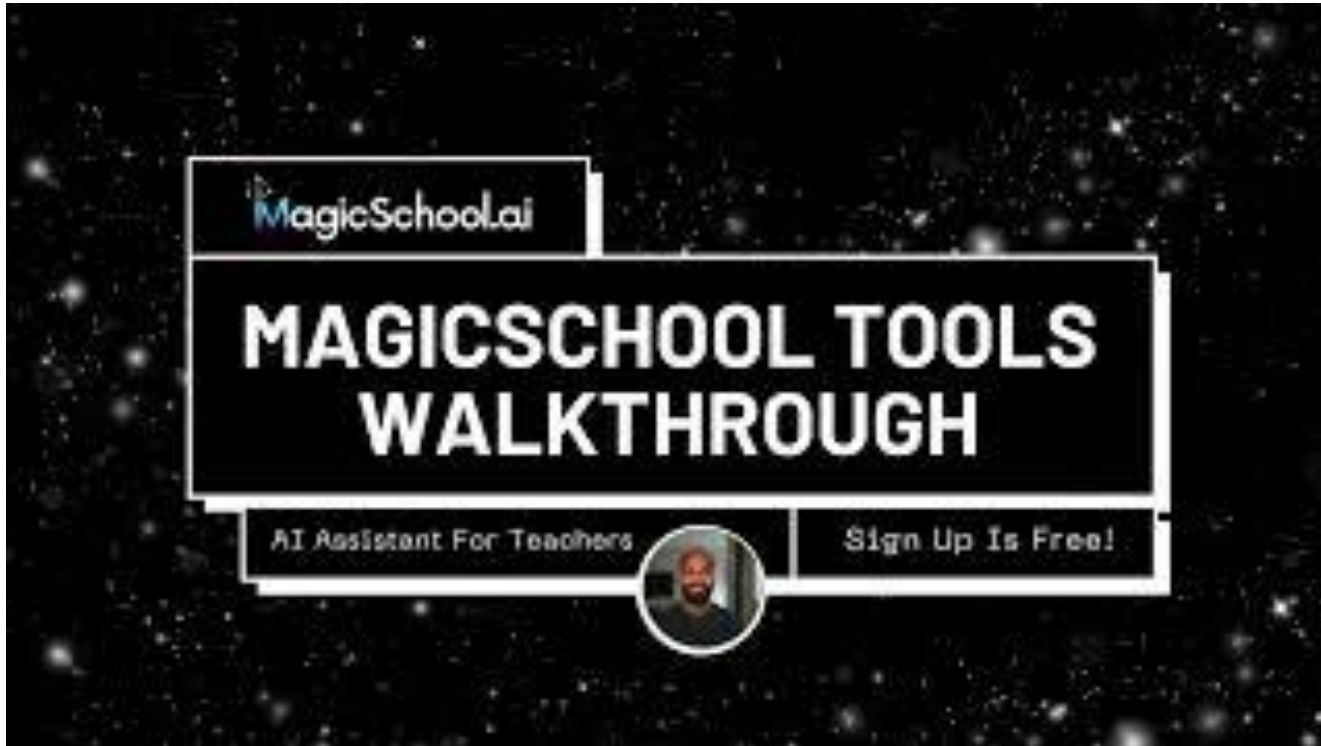 MagicSchool.ai
MAGICSCHOOL TOOLS
WALKTHROUGH
AI Assistant For Teachers
Sign Up Is Free!